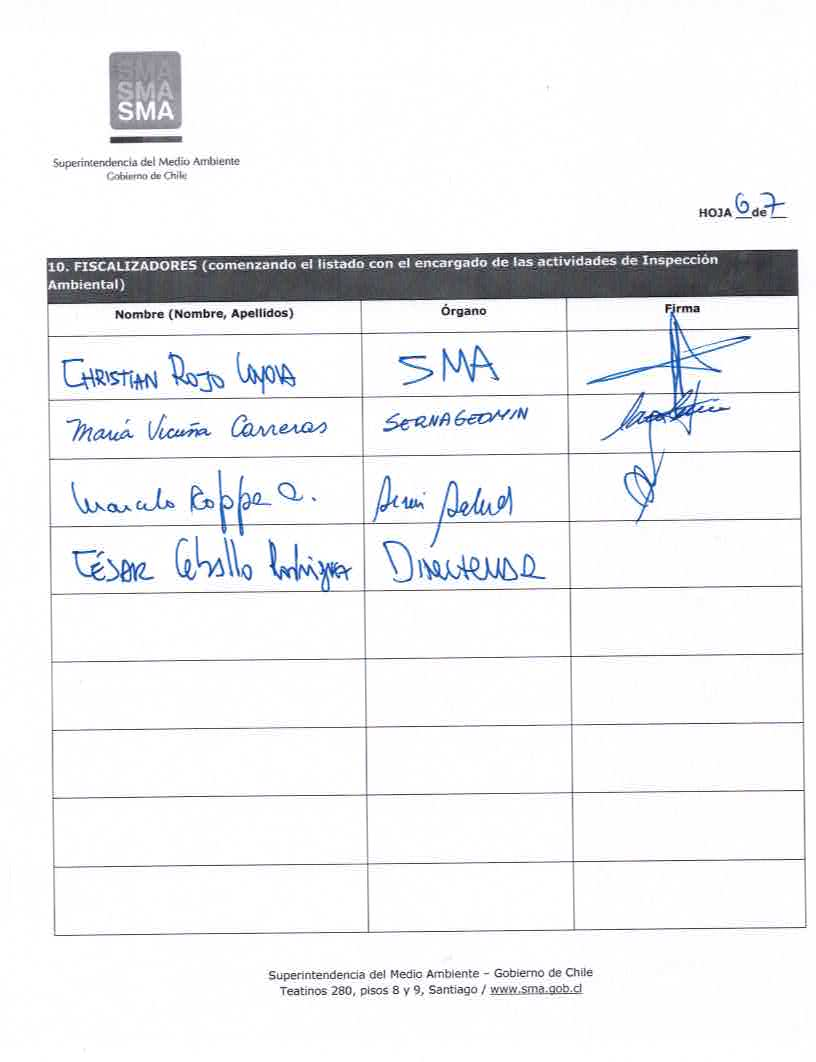 SMA
SMA
SMA
Superintendencia del Medio Ambiente
Gobierno de Chile
HOJA 6 de 7
10. FISCALIZADORES (comenzando el listado con el encargado de las actividades de Inspección
Ambiental)
Nombre (Nombre, Apellidos) Órgano Firma
CHRISTIAN ROJO SMA
María Vicuña Carreras SERNAGEOMIN
Marcelo Salud
CÉSAR Rodriguez
Superintendencia del Medio Ambiente – Gobierno de Chile
Teatinos 280, pisos 8 y 9, Santiago / www.sma.gob.cl